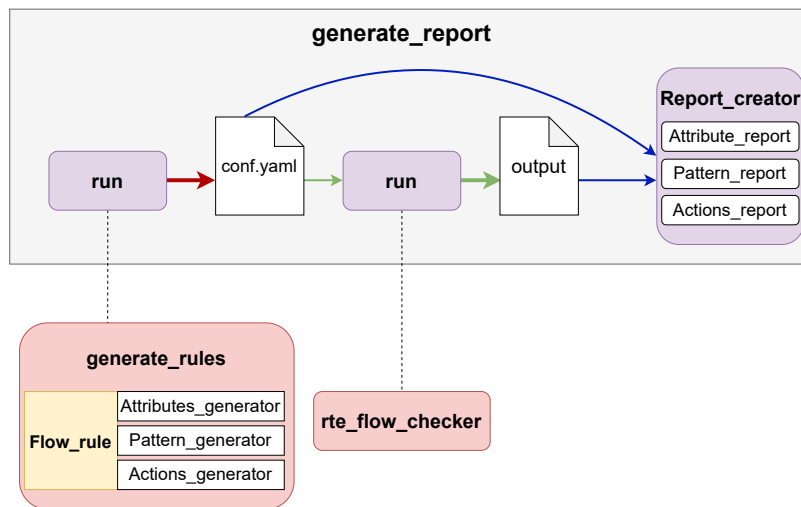 generate_report
Report_creator
Attribute_report
Pattern_report
Actions_report
run
conf.yaml
run
output
generate_rules
Flow_rule
Attributes_generator
Pattern_generator
Actions_generator
rte_flow_checker